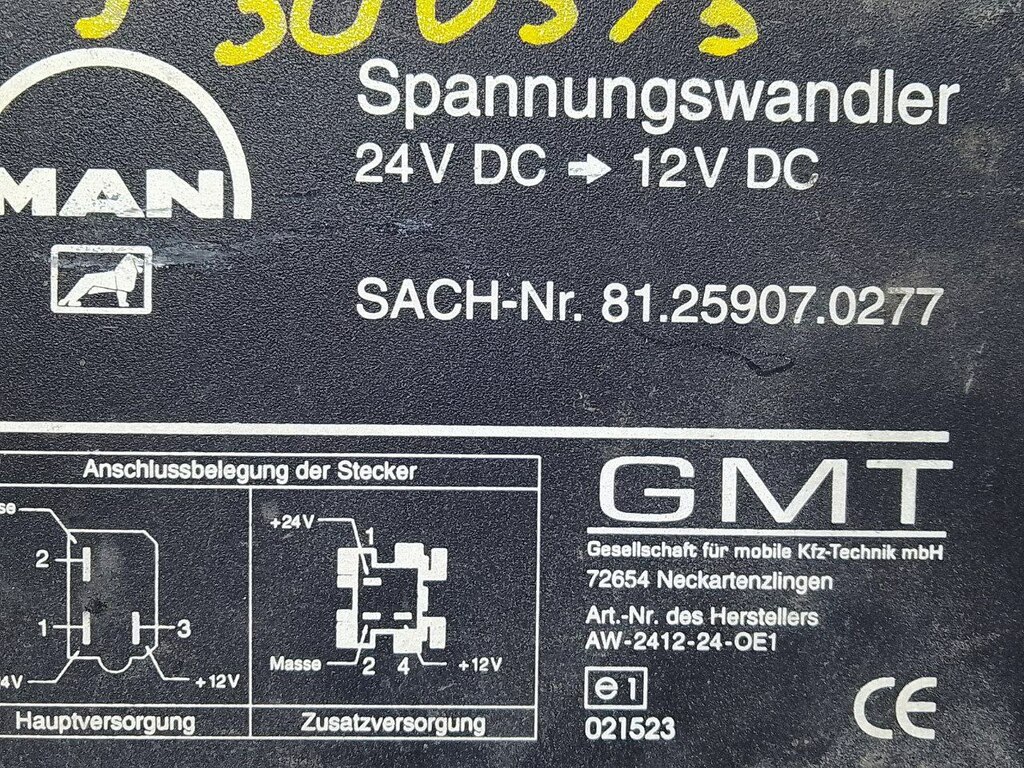 Spannungswandler
24V DC → 12V DC
MAN
SACH-Nr. 81.25907.0277
Anschlussbelegung der Stecker
2
1
3
+12V
Hauptversorgung
+24V
1
Masse
2
4
+12V
Zusatzversorgung
GMT
Gesellschaft für mobile Kfz-Technik mbH
72654 Neckartenzlingen
Art.-Nr. des Herstellers
AW-2412-24-OE1
e1
021523
CE